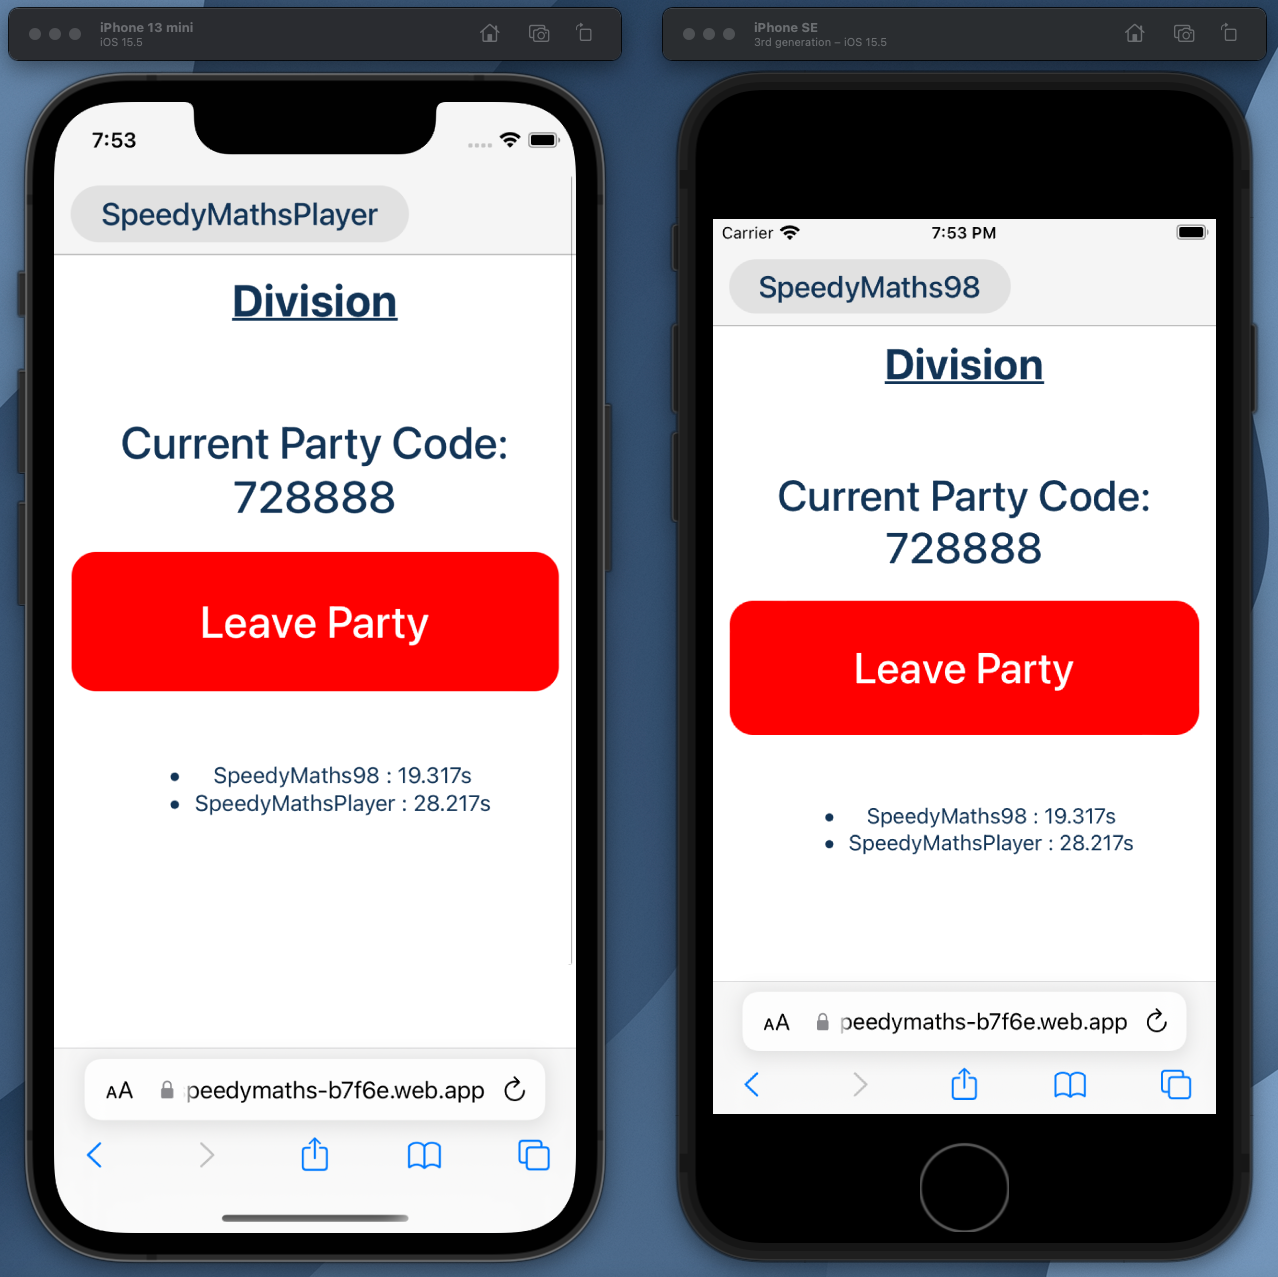 iPhone 13 mini
iOS 15.5
7:53
SpeedyMathsPlayer
Division
Current Party Code:
728888
Leave Party
• SpeedyMaths98 : 19.317s
• SpeedyMathsPlayer : 28.217s
AA peedymaths-b7f6e.web.app
iPhone SE
3rd generation – iOS 15.5
Carrier 7:53 PM
SpeedyMaths98
Division
Current Party Code:
728888
Leave Party
• SpeedyMaths98 : 19.317s
• SpeedyMathsPlayer : 28.217s
AA peedymaths-b7f6e.web.app